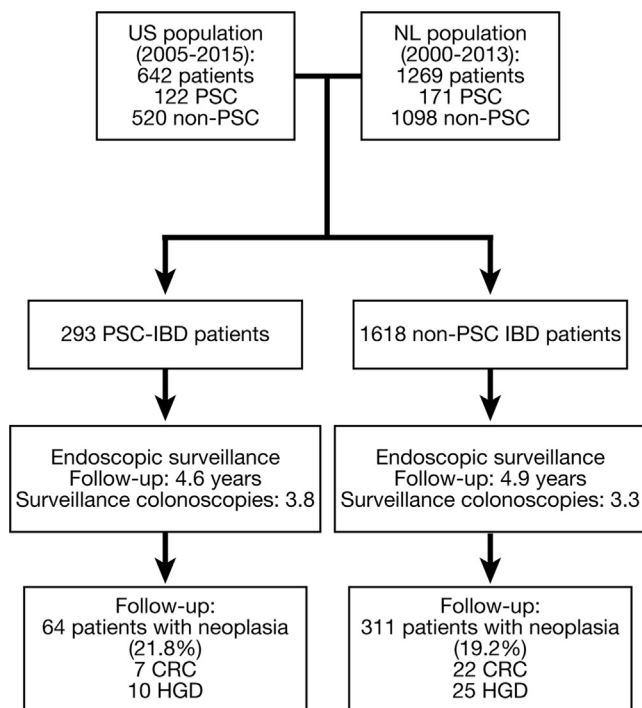 US population
(2005-2015):
642 patients
122 PSC
520 non-PSC
NL population
(2000-2013):
1269 patients
171 PSC
1098 non-PSC
293 PSC-IBD patients
1618 non-PSC IBD patients
Endoscopic surveillance
Follow-up: 4.6 years
Surveillance colonoscopies: 3.8
Endoscopic surveillance
Follow-up: 4.9 years
Surveillance colonoscopies: 3.3
Follow-up:
64 patients with neoplasia
(21.8%)
7 CRC
10 HGD
Follow-up:
311 patients with neoplasia
(19.2%)
22 CRC
25 HGD